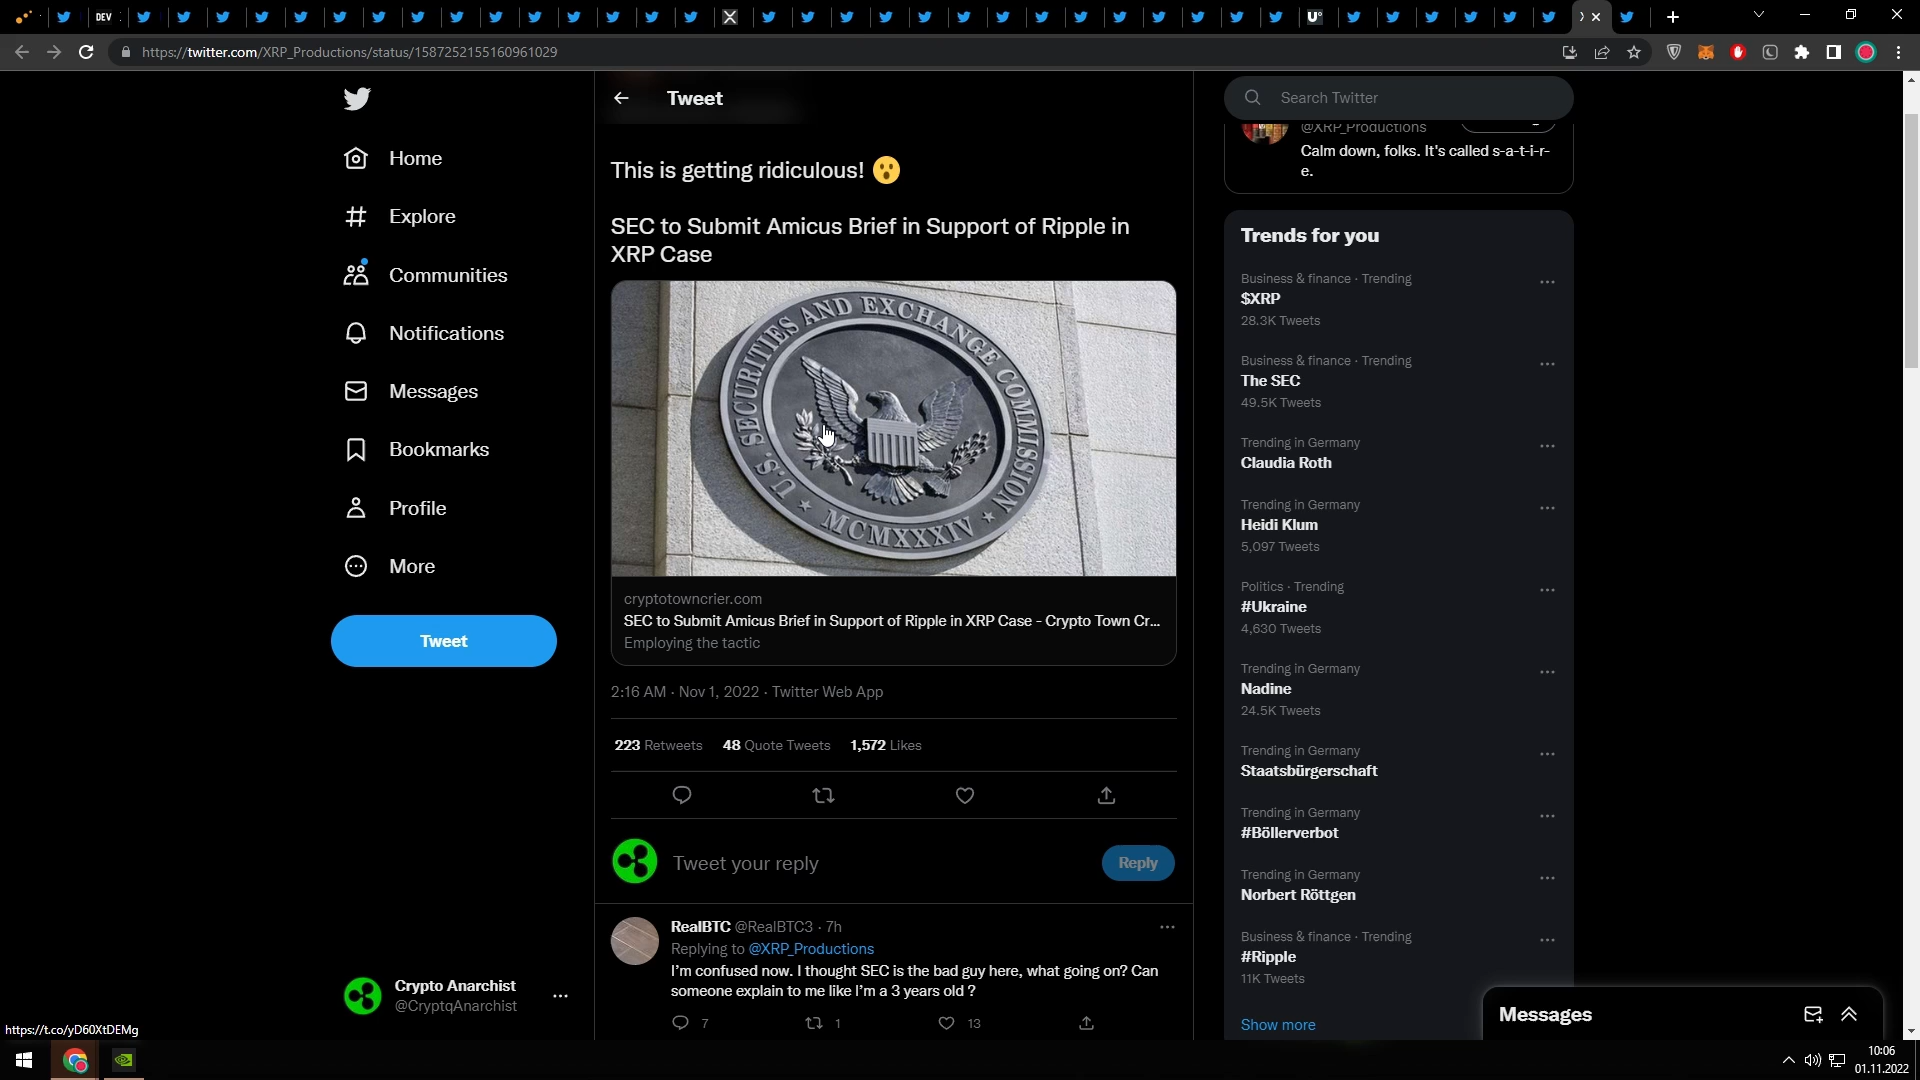 DEV
X
U°
https://twitter.com/XRP_Productions/status/1587252155160961029
Home
Explore
Communities
Notifications
Messages
Bookmarks
Profile
More
Tweet
Crypto Anarchist
@CryptqAnarchist
https://t.co/yD60XtDEMg
Tweet
This is getting ridiculous! 😮
SEC to Submit Amicus Brief in Support of Ripple in
XRP Case
U.S. SECURITIES AND EXCHANGE COMMISSION
MCMXXXIV
cryptotowncrier.com
SEC to Submit Amicus Brief in Support of Ripple in XRP Case - Crypto Town Cr...
Employing the tactic
2:16 AM · Nov 1, 2022 · Twitter Web App
223 Retweets 48 Quote Tweets 1,572 Likes
Tweet your reply
Reply
RealBTC @RealBTC3 · 7h
Replying to @XRP_Productions
I'm confused now. I thought SEC is the bad guy here, what going on? Can
someone explain to me like I'm a 3 years old ?
7 1 13
Search Twitter
@XRP_Productions
Calm down, folks. It's called s-a-t-i-r-
e.
Trends for you
Business & finance · Trending
$XRP
28.3K Tweets
Business & finance · Trending
The SEC
49.5K Tweets
Trending in Germany
Claudia Roth
Trending in Germany
Heidi Klum
5,097 Tweets
Politics · Trending
#Ukraine
4,630 Tweets
Trending in Germany
Nadine
24.5K Tweets
Trending in Germany
Staatsbürgerschaft
Trending in Germany
#Böllerverbot
Trending in Germany
Norbert Röttgen
Business & finance · Trending
#Ripple
11K Tweets
Show more
Messages
10:06
01.11.2022